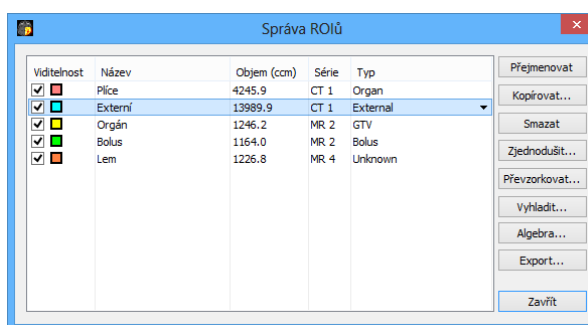 Správa ROIů
Viditelnost Název Objem (ccm) Série Typ
Plíce 4245.9 CT 1 Organ
Externí 13989.9 CT 1 External
Orgán 1246.2 MR 2 GTV
Bolus 1164.0 MR 2 Bolus
Lem 1226.8 MR 4 Unknown
Přejmenovat
Kopírovat...
Smazat
Zjednodušit...
Převzorkovat...
Vyhladit...
Algebra...
Export...
Zavřít